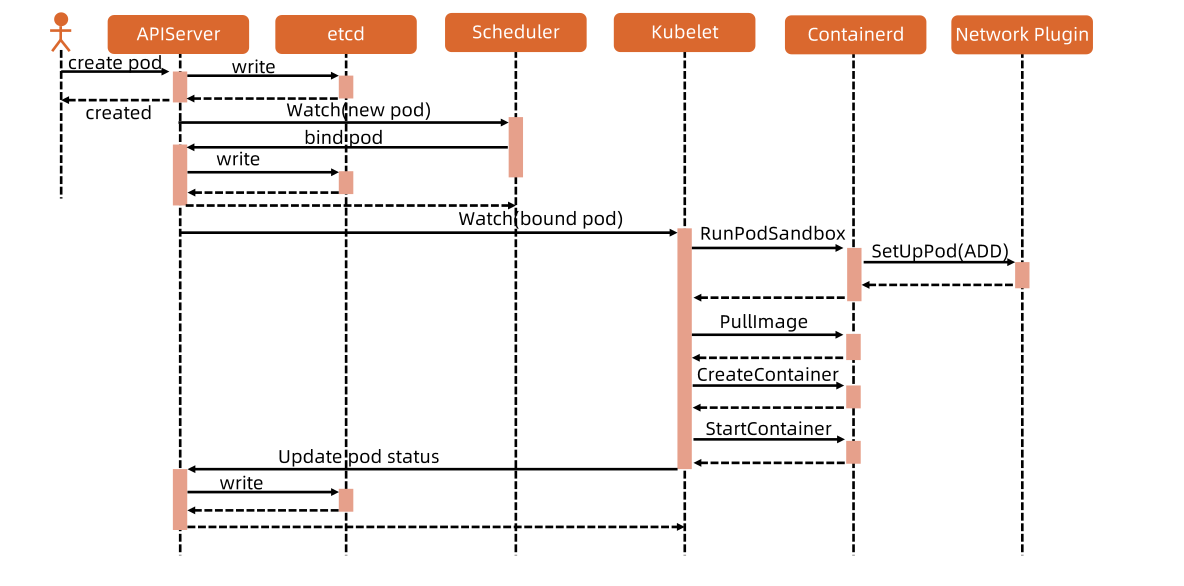 APIServer
etcd
Scheduler
Kubelet
Containerd
Network Plugin
create pod
write
created
Watch(new pod)
bind pod
write
Watch(bound pod)
RunPodSandbox
SetUpPod(ADD)
PullImage
CreateContainer
StartContainer
Update pod status
write